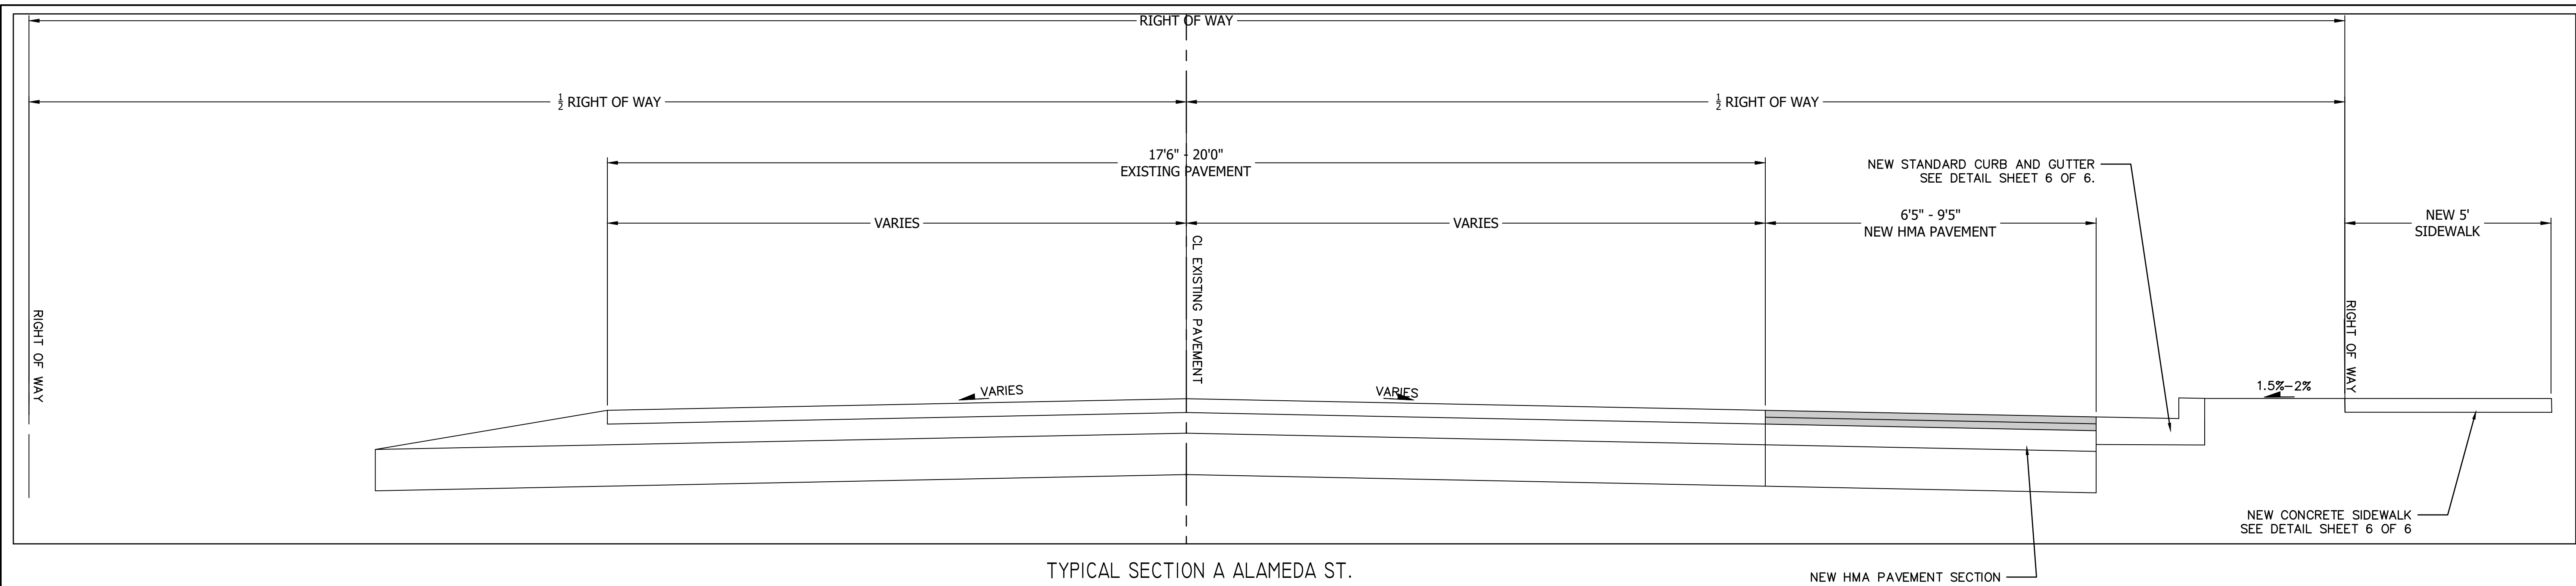 RIGHT OF WAY
½ RIGHT OF WAY
½ RIGHT OF WAY
17'6" - 20'0"
EXISTING PAVEMENT
NEW STANDARD CURB AND GUTTER
SEE DETAIL SHEET 6 OF 6.
VARIES
VARIES
6'5" - 9'5"
NEW HMA PAVEMENT
NEW 5'
SIDEWALK
CL EXISTING PAVEMENT
RIGHT OF WAY
RIGHT OF WAY
VARIES
VARIES
1.5%-2%
NEW CONCRETE SIDEWALK
SEE DETAIL SHEET 6 OF 6
TYPICAL SECTION A ALAMEDA ST.
NEW HMA PAVEMENT SECTION